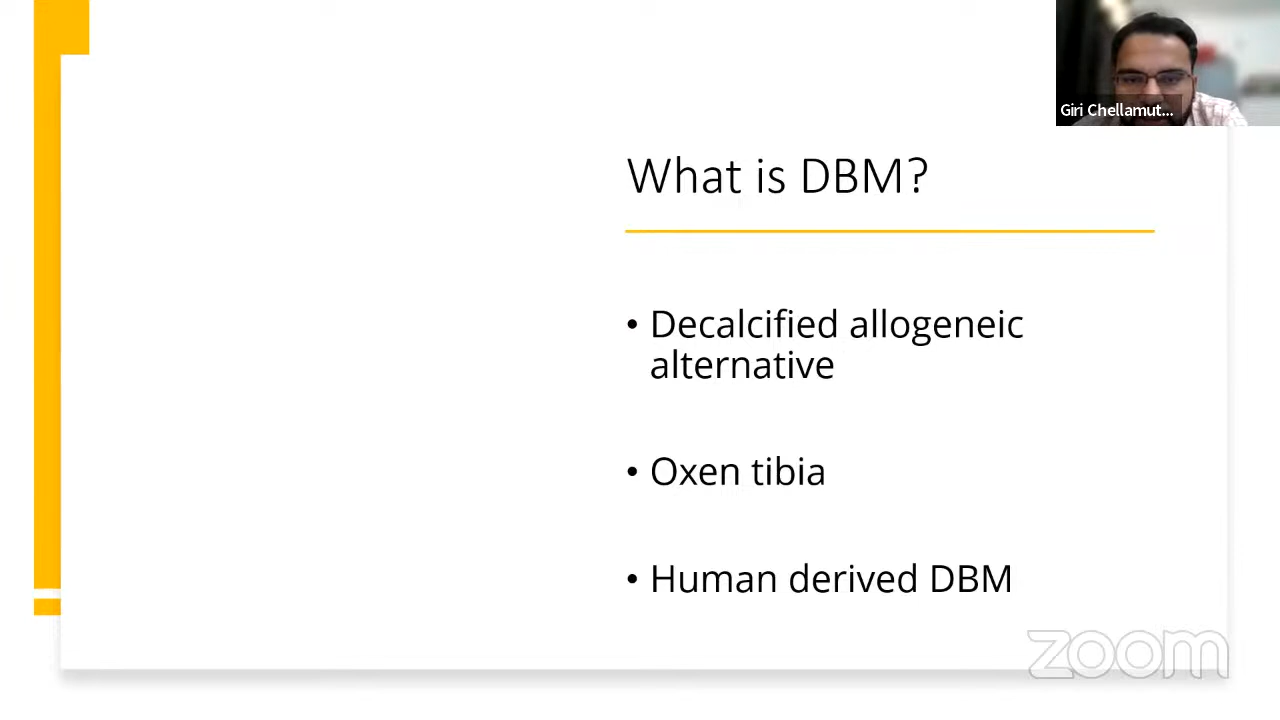 Giri Chellamut...
What is DBM?
• Decalcified allogeneic
alternative
• Oxen tibia
• Human derived DBM
zoom